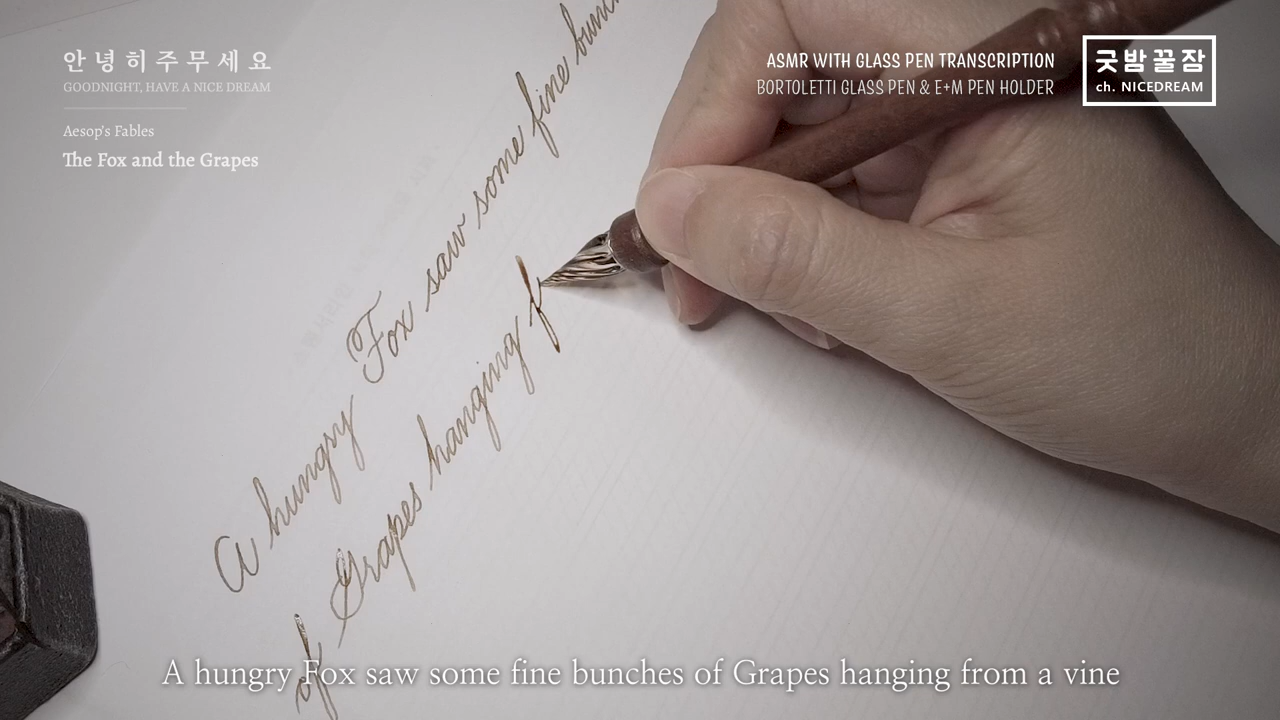 안녕히주무세요
GOODNIGHT, HAVE A NICE DREAM
Aesop's Fables
The Fox and the Grapes
ASMR WITH GLASS PEN TRANSCRIPTION
BORTOLETTI GLASS PEN & E+M PEN HOLDER
굿밤꿀잠
ch. NICEDREAM
A hungry Fox saw some fine bun
of Grapes hanging f
A hungry Fox saw some fine bunches of Grapes hanging from a vine